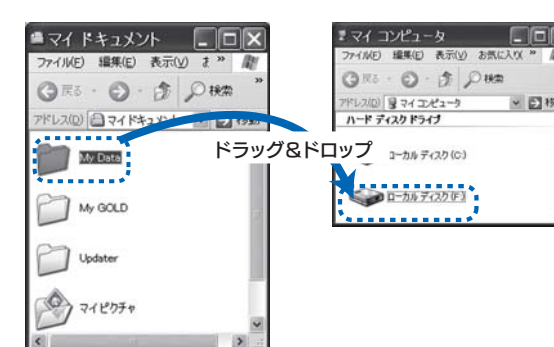 マイ ドキュメント
ファイル(F) 編集(E) 表示(V) »
戻る 検索 »
アドレス(D) マイ ドキュメント 移動
My Data
My GOLD
Updater
マイピクチャ
ドラッグ&ドロップ
マイ コンピュータ
ファイル(F) 編集(E) 表示(V) お気に入り(A »
戻る 検索
アドレス(D) マイ コンピュータ
ハード ディスク ドライブ
ローカル ディスク (C:)
ローカル ディスク (F:)